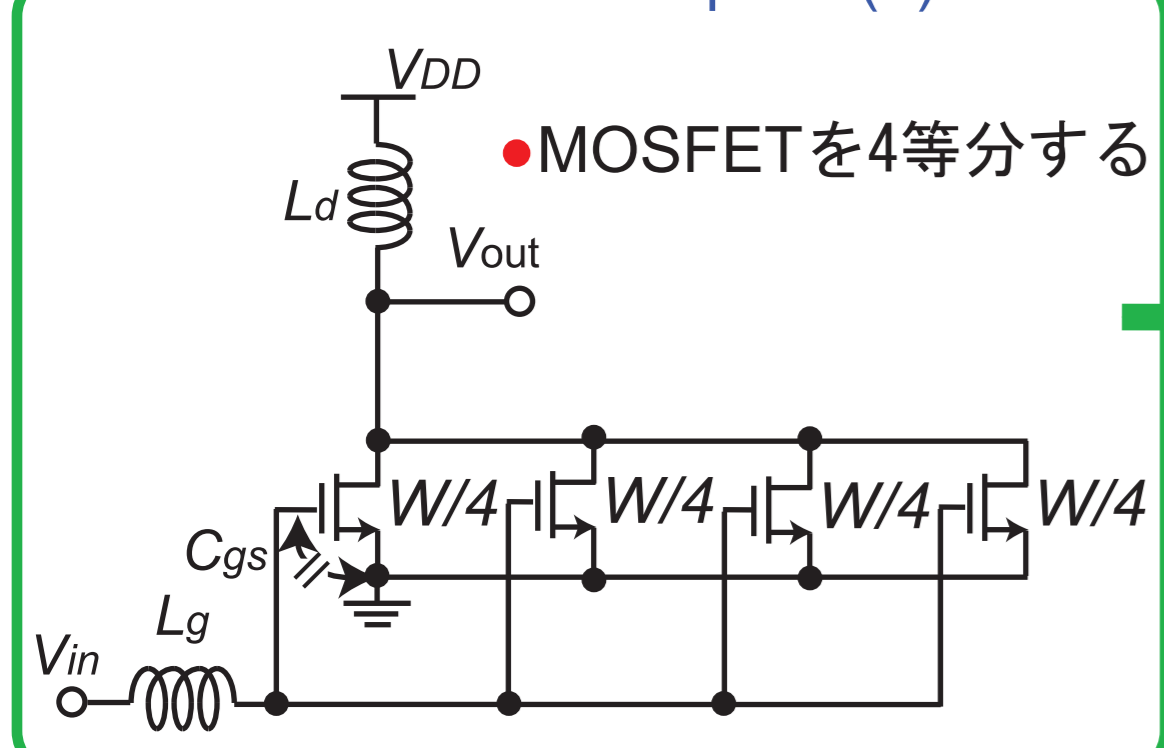 VDD
•MOSFETを4等分する
Ld
Vout
W/4 W/4 W/4 W/4
Cgs
Lg
Vin